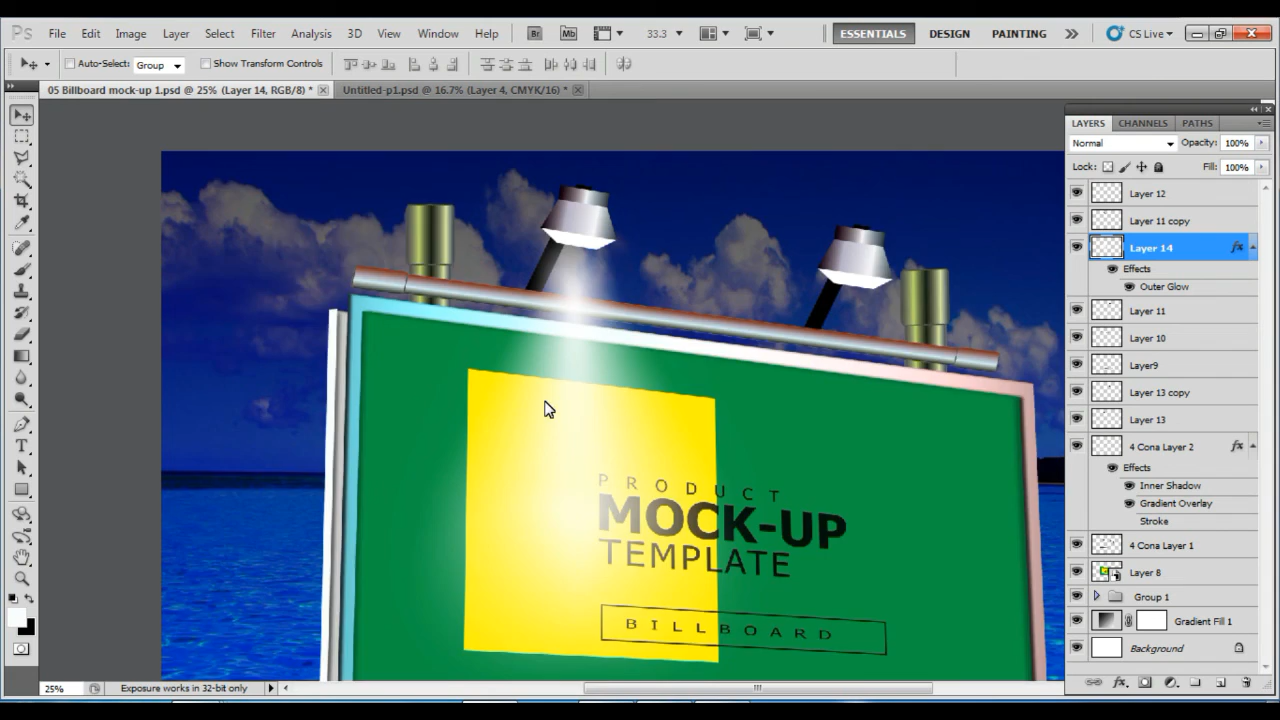 Ps File Edit Image Layer Select Filter Analysis 3D View Window Help Br Mb 33.3 ESSENTIALS DESIGN PAINTING CS Live
Auto-Select: Group Show Transform Controls
05 Billboard mock-up 1.psd @ 25% (Layer 14, RGB/8) * Untitled-p1.psd @ 16.7% (Layer 4, CMYK/16) *
LAYERS CHANNELS PATHS
Normal Opacity: 100%
Lock: Fill: 100%
Layer 12
Layer 11 copy
Layer 14 fx
Effects
Outer Glow
Layer 11
Layer 10
Layer9
Layer 13 copy
Layer 13
4 Cona Layer 2 fx
Effects
Inner Shadow
Gradient Overlay
Stroke
4 Cona Layer 1
Layer 8
Group 1
Gradient Fill 1
Background
PRODUCT
MOCK-UP
TEMPLATE
BILLBOARD
25% Exposure works in 32-bit only